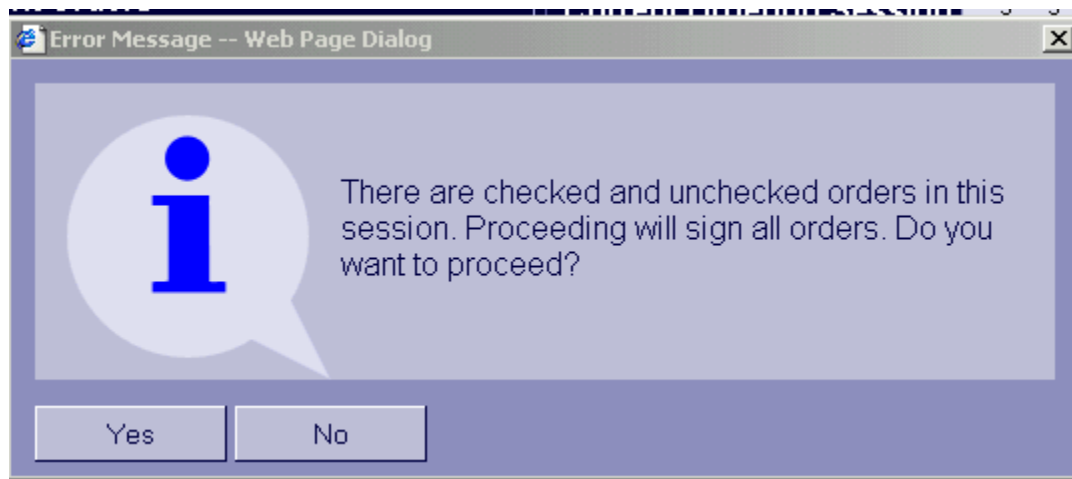 Error Message -- Web Page Dialog
There are checked and unchecked orders in this
session. Proceeding will sign all orders. Do you
want to proceed?
Yes
No